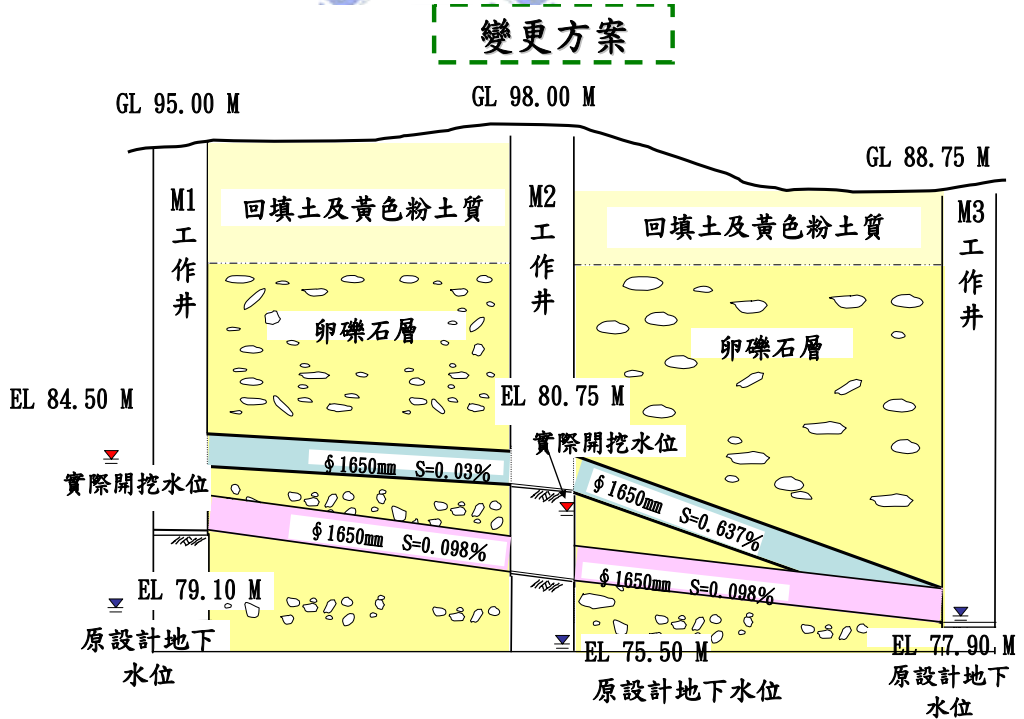 變更方案
GL 95.00 M
GL 98.00 M
GL 88.75 M
M1
工
作
井
回填土及黃色粉土質
M2
工
作
井
回填土及黃色粉土質
M3
工
作
井
卵礫石層
卵礫石層
EL 84.50 M
EL 80.75 M
實際開挖水位
實際開挖水位
∮1650mm S=0.03%
∮1650mm S=0.637%
∮1650mm S=0.098%
∮1650mm S=0.098%
EL 79.10 M
原設計地下
水位
EL 75.50 M
原設計地下水位
EL 77.90 M
原設計地下
水位